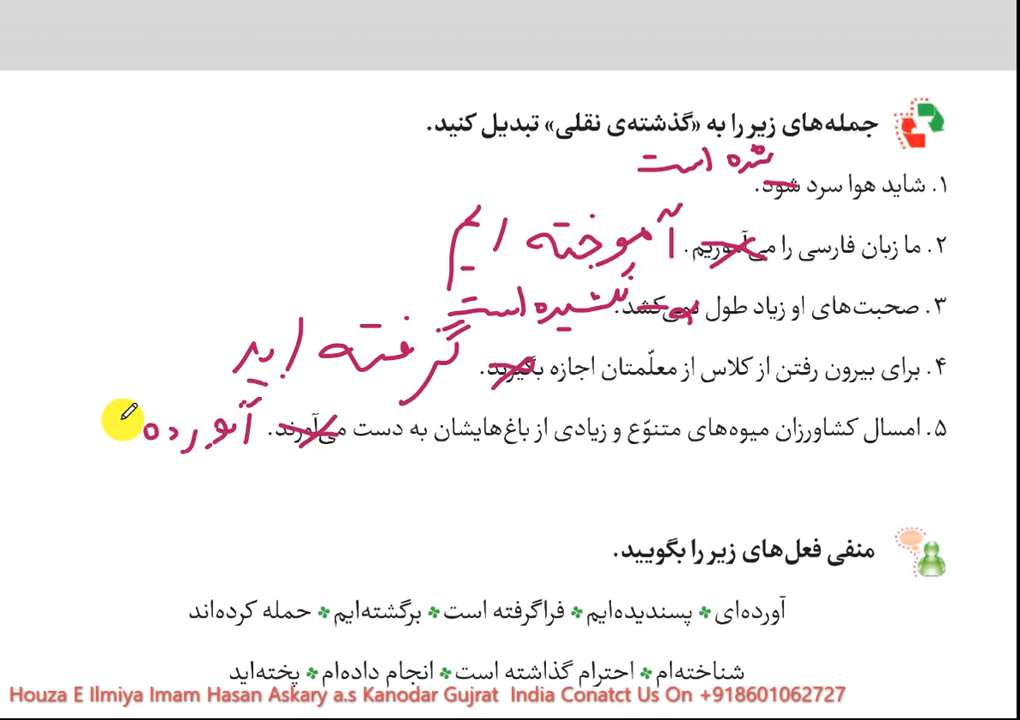 جمله‌های زیر را به «گذشته‌ی نقلی» تبدیل کنید.
شده است
۱. شاید هوا سرد شود.
آموخته ایم
۲. ما زبان فارسی را می‌آموزیم.
نکشیده است
۳. صحبت‌های او زیاد طول نمی‌کشد.
گرفته اید
۴. برای بیرون رفتن از کلاس از معلّمتان اجازه بگیرید.
۵. امسال کشاورزان میوه‌های متنوّع و زیادی از باغ‌هایشان به دست می‌آورند. آورده
منفی فعل‌های زیر را بگویید.
آورده‌ای پسندیده‌ایم فراگرفته است برگشته‌ایم حمله کرده‌اند
شناخته‌ام احترام گذاشته است انجام داده‌ام پخته‌اید
Houza E Ilmiya Imam Hasan Askary a.s Kanodar Gujrat India Conatct Us On +918601062727